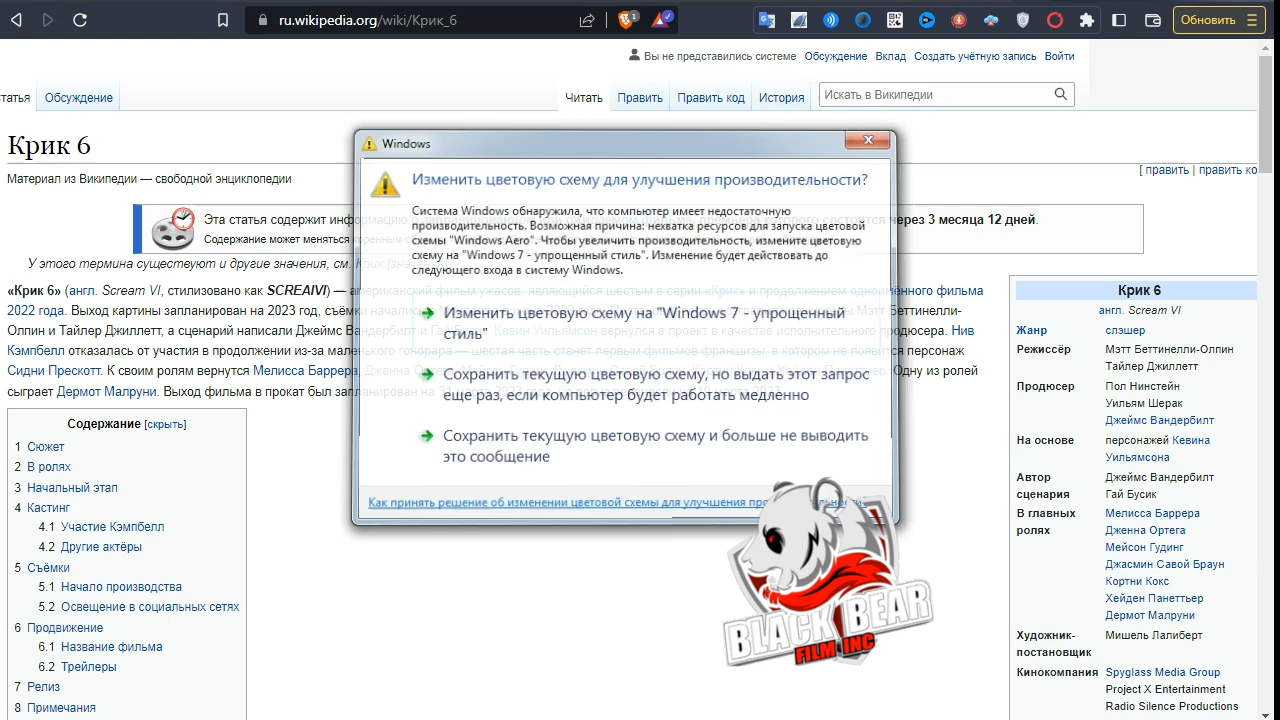 ru.wikipedia.org/wiki/Крик_6
1
Обновить
Вы не представились системе Обсуждение Вклад Создать учётную запись Войти
татья Обсуждение Читать Править Править код История Искать в Википедии
Крик 6
[ править | править ко
Материал из Википедии — свободной энциклопедии
Эта статья содержит информацию через 3 месяца 12 дней.
Содержание может меняться
У этого термина существуют и другие значения, см.
«Крик 6» (англ. Scream VI, стилизовано как SCREAIVI) — американский фильм ужасов, являющийся шестым в серии «Крик» и продолжением одноимённого фильма
2022 года. Выход картины запланирован на 2023 год, съёмки Мэтт Беттинелли-
Олпин и Тайлер Джиллетт, а сценарий написали Джеймс Вандербилт и Гай Бусик. Кевин Уильямсон вернулся в проект в качестве исполнительного продюсера. Нив
Кэмпбелл отказалась от участия в продолжении из-за маленького гонорара — шестая часть станет первым фильмов франшизы, в котором не появится персонаж
Сидни Прескотт. К своим ролям вернутся Мелисса Баррера, Дженна Одну из ролей
сыграет Дермот Малруни. Выход фильма в прокат был запланирован на
Windows
Изменить цветовую схему для улучшения производительности?
Система Windows обнаружила, что компьютер имеет недостаточную
производительность. Возможная причина: нехватка ресурсов для запуска цветовой
схемы "Windows Aero". Чтобы увеличить производительность, измените цветовую
схему на "Windows 7 - упрощенный стиль". Изменение будет действовать до
следующего входа в систему Windows.
Изменить цветовую схему на "Windows 7 - упрощенный
стиль"
Сохранить текущую цветовую схему, но выдать этот запрос
еще раз, если компьютер будет работать медленно
Сохранить текущую цветовую схему и больше не выводить
это сообщение
Как принять решение об изменении цветовой схемы для улучшения
Содержание [скрыть]
1 Сюжет
2 В ролях
3 Начальный этап
4 Кастинг
4.1 Участие Кэмпбелл
4.2 Другие актёры
5 Съёмки
5.1 Начало производства
5.2 Освещение в социальных сетях
6 Продвижение
6.1 Название фильма
6.2 Трейлеры
7 Релиз
8 Примечания
Крик 6
англ. Scream VI
Жанр слэшер
Режиссёр Мэтт Беттинелли-Олпин
Тайлер Джиллетт
Продюсер Пол Нинстейн
Уильям Шерак
Джеймс Вандербилт
На основе персонажей Кевина
Уильямсона
Автор Джеймс Вандербилт
сценария Гай Бусик
В главных Мелисса Баррера
ролях Дженна Ортега
Мейсон Гудинг
Джасмин Савой Браун
Кортни Кокс
Хейден Панеттьер
Дермот Малруни
Художник- Мишель Лалиберт
постановщик
Кинокомпания Spyglass Media Group
Project X Entertainment
Radio Silence Productions
BLACK BEAR
FILM INC